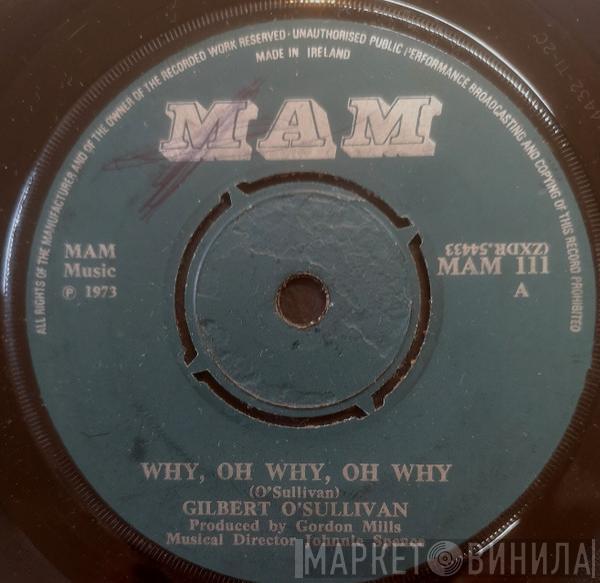 ALL RIGHTS OF THE MANUFACTURER AND OF THE OWNER OF THE RECORDED WORK RESERVED - UNAUTHORISED PUBLIC PERFORMANCE BROADCASTING AND COPYING OF THIS RECORD PROHIBITED
MADE IN IRELAND
MAM
MAM
Music
℗ 1973
(ZXDR.54433
MAM 111
A
WHY, OH WHY, OH WHY
(O'Sullivan)
GILBERT O'SULLIVAN
Produced by Gordon Mills
Musical Director Johnnie Spence
МАРКЕТ ВИНИЛА